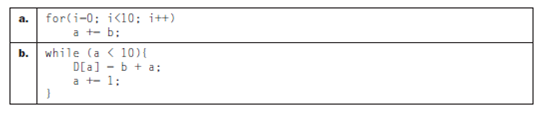 a. for(i-0; i<10; i++)
a +- b;
b. while (a < 10){
D[a] - b + a;
a +- 1;
}